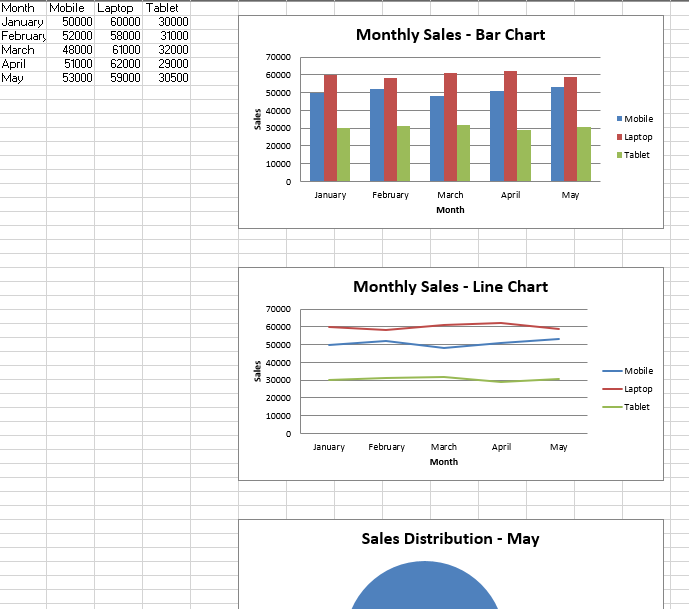 Month Mobile Laptop Tablet
January 50000 60000 30000
February 52000 58000 31000
March 48000 61000 32000
April 51000 62000 29000
May 53000 59000 30500
Monthly Sales - Bar Chart
70000
60000
50000
40000
30000
20000
10000
0
Sales
January February March April May
Month
Mobile
Laptop
Tablet
Monthly Sales - Line Chart
70000
60000
50000
40000
30000
20000
10000
0
Sales
January February March April May
Month
Mobile
Laptop
Tablet
Sales Distribution - May